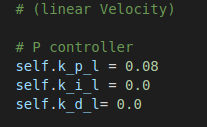 # (linear Velocity)
# P controller
self.k_p_l = 0.08
self.k_i_l = 0.0
self.k_d_l= 0.0